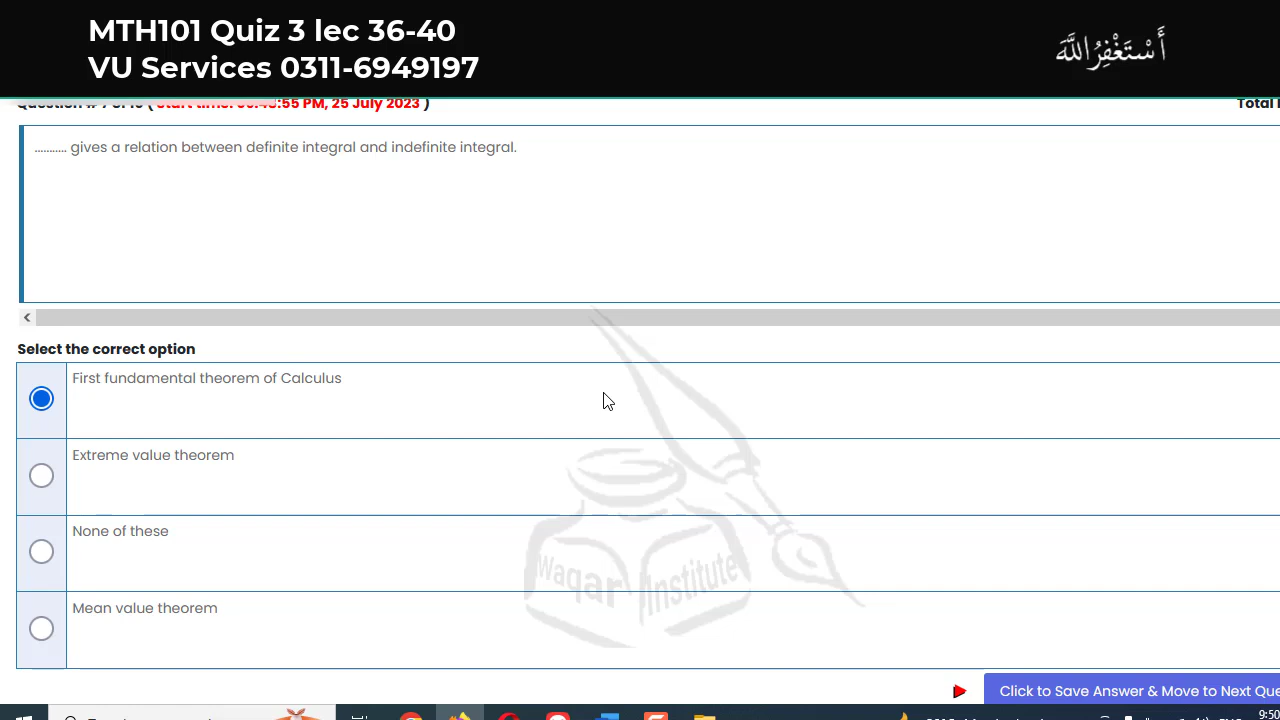 MTH101 Quiz 3 lec 36-40
VU Services 0311-6949197
أَسْتَغْفِرُاللَّه
:55 PM, 25 July 2023 )
Total
........... gives a relation between definite integral and indefinite integral.
Select the correct option
First fundamental theorem of Calculus
Extreme value theorem
None of these
Mean value theorem
Waqar Institute
Click to Save Answer & Move to Next Que
9:50